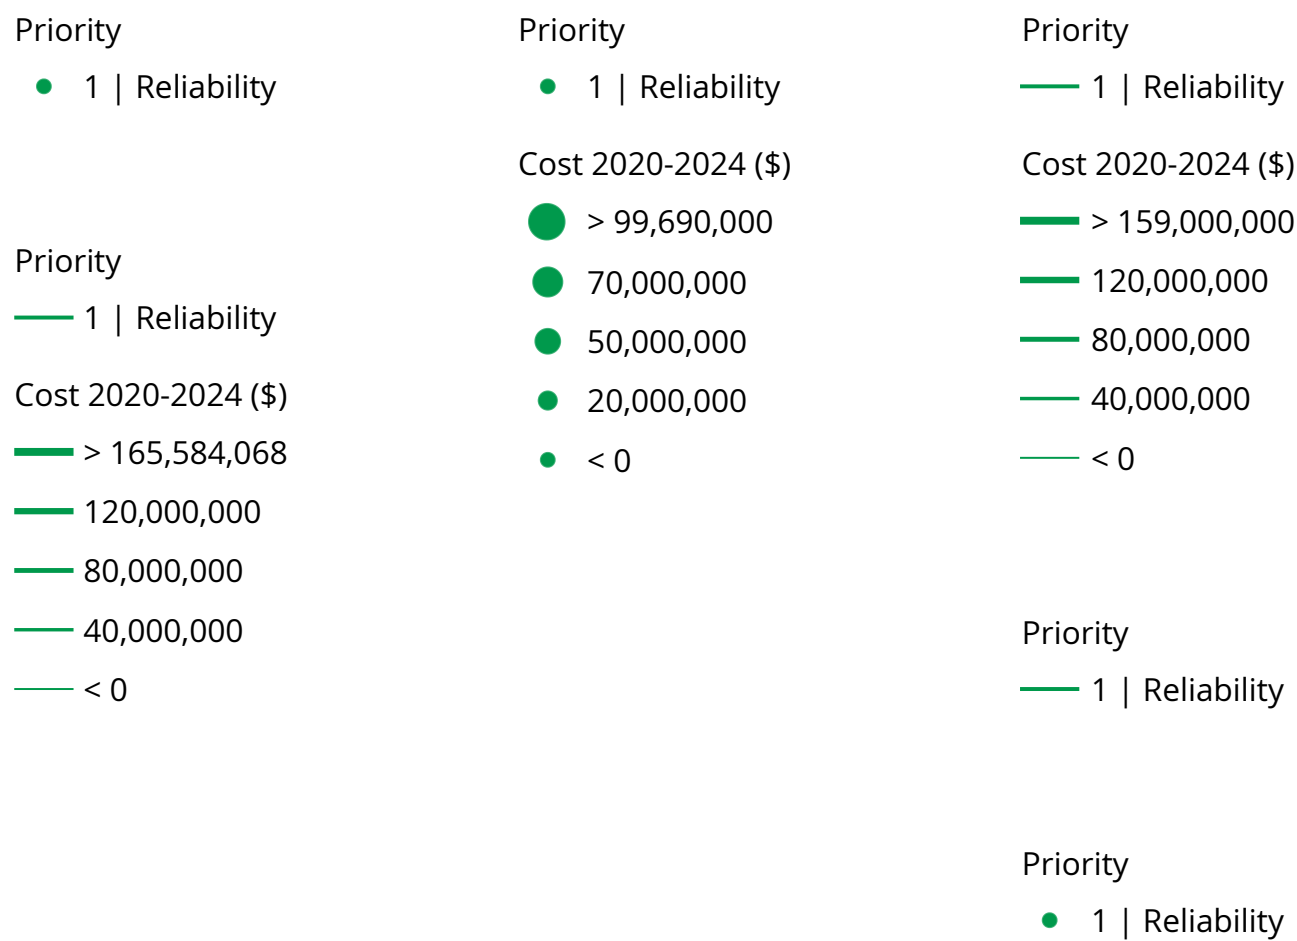 Priority
1 | Reliability
Priority
1 | Reliability
Cost 2020-2024 ($)
> 165,584,068
120,000,000
80,000,000
40,000,000
< 0
Priority
1 | Reliability
Cost 2020-2024 ($)
> 99,690,000
70,000,000
50,000,000
20,000,000
< 0
Priority
1 | Reliability
Cost 2020-2024 ($)
> 159,000,000
120,000,000
80,000,000
40,000,000
< 0
Priority
1 | Reliability
Priority
1 | Reliability